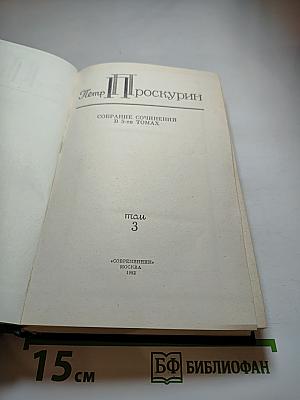 Петр Проскурин
СОБРАНИЕ СОЧИНЕНИЙ
В 5-ти ТОМАХ
том
3
«СОВРЕМЕННИК»
МОСКВА
1982
15 см
БФ БИБЛИОФАН